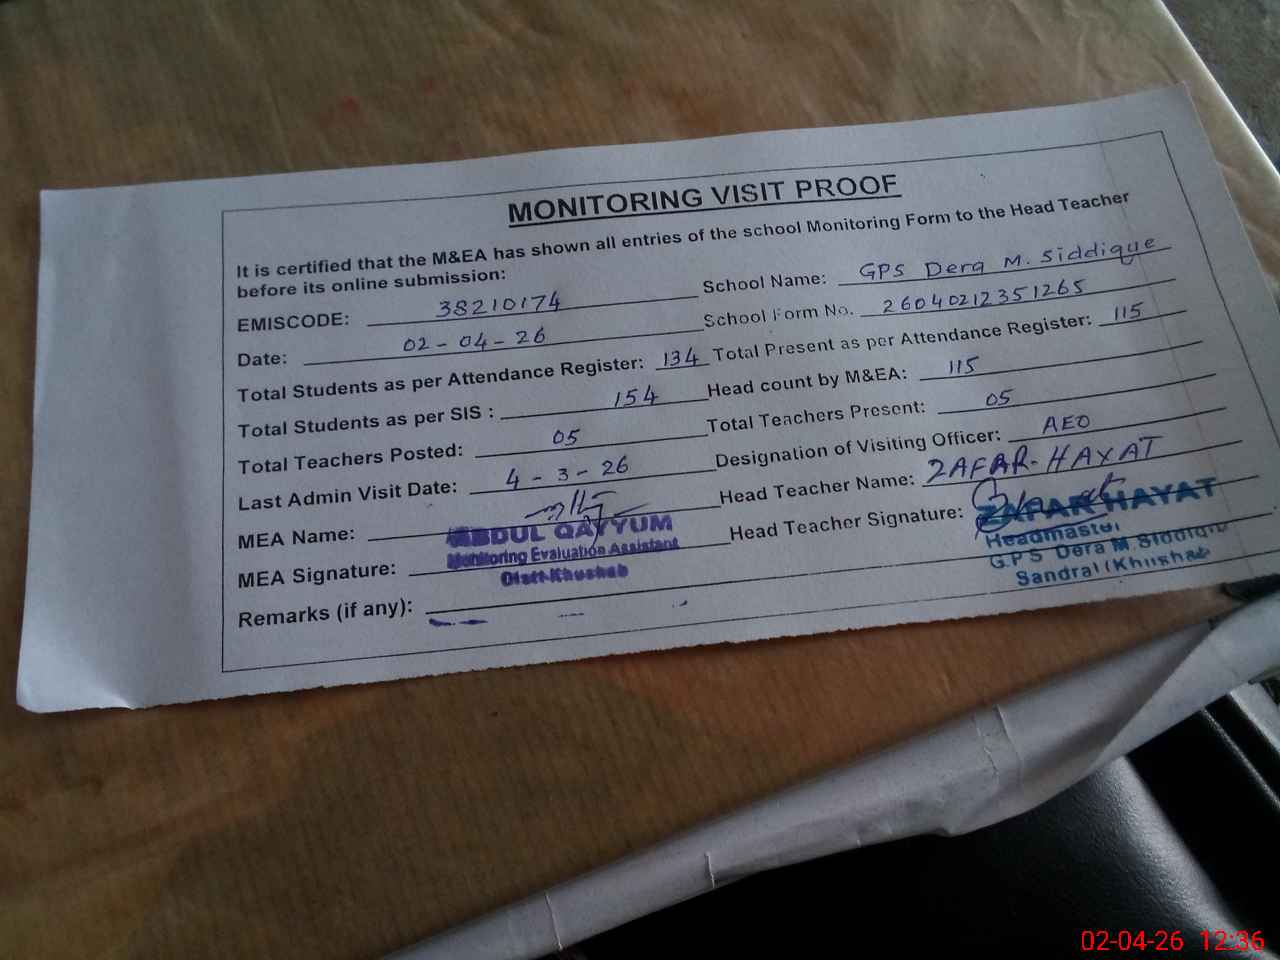 MONITORING VISIT PROOF
It is certified that the M&EA has shown all entries of the school Monitoring Form to the Head Teacher
before its online submission:
EMISCODE: 38210174 School Name: GPS Dera M. Siddique
Date: 02-04-26 School Form No. 26040212351265
Total Students as per Attendance Register: 134 Total Present as per Attendance Register: 115
Total Students as per SIS : 154 Head count by M&EA: 115
Total Teachers Posted: 05 Total Teachers Present: 05
Last Admin Visit Date: 4-3-26 Designation of Visiting Officer: AEO
MEA Name: Head Teacher Name: ZAFAR-HAYAT
MEA Signature: Head Teacher Signature:
ABDUL QAYYUM
Monitoring Evaluation Assistant
Distt-Khushab
ZAFAR HAYAT
Headmaster
GPS Dera M.Siddique
Sandral (Khushab
Remarks (if any):
02-04-26 12:36